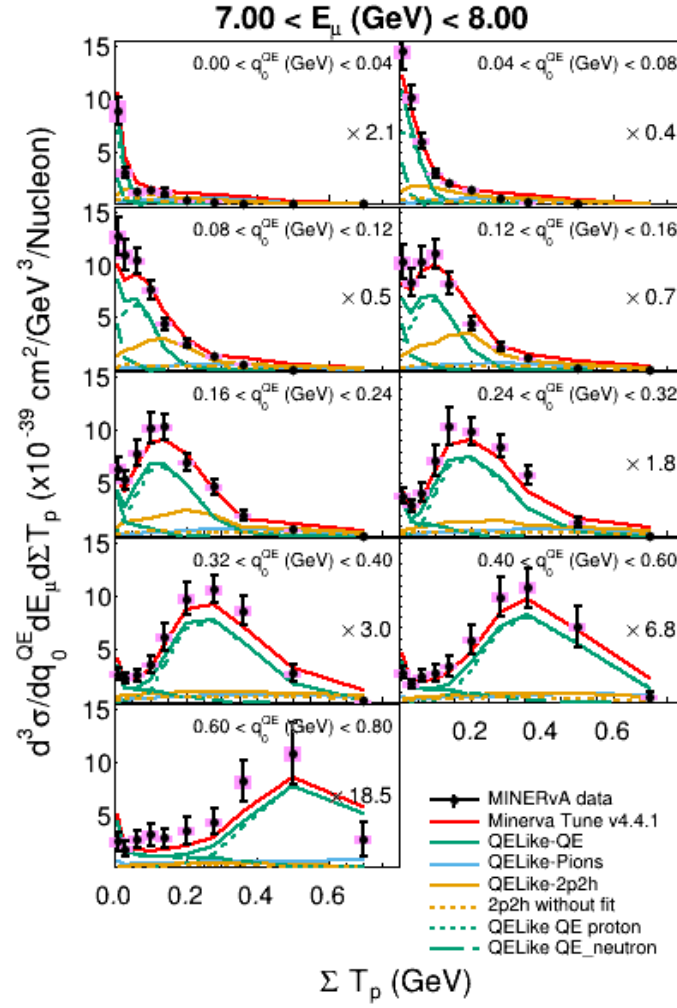 7.00 < E_μ (GeV) < 8.00
0.00 < q_0^QE (GeV) < 0.04
0.04 < q_0^QE (GeV) < 0.08
15
10
5
× 2.1
× 0.4
0.08 < q_0^QE (GeV) < 0.12
0.12 < q_0^QE (GeV) < 0.16
15
10
5
× 0.5
× 0.7
0.16 < q_0^QE (GeV) < 0.24
0.24 < q_0^QE (GeV) < 0.32
15
10
5
× 1.8
0.32 < q_0^QE (GeV) < 0.40
0.40 < q_0^QE (GeV) < 0.60
15
10
5
× 3.0
× 6.8
0.60 < q_0^QE (GeV) < 0.80
15
10
5
× 18.5
0.0 0.2 0.4 0.6
0.2 0.4 0.6
d³σ/dq_0^QE dE_μ dΣT_p (x10⁻³⁹ cm²/GeV³/Nucleon)
Σ T_p (GeV)
MINERvA data
Minerva Tune v4.4.1
QELike-QE
QELike-Pions
QELike-2p2h
2p2h without fit
QELike QE proton
QELike QE_neutron